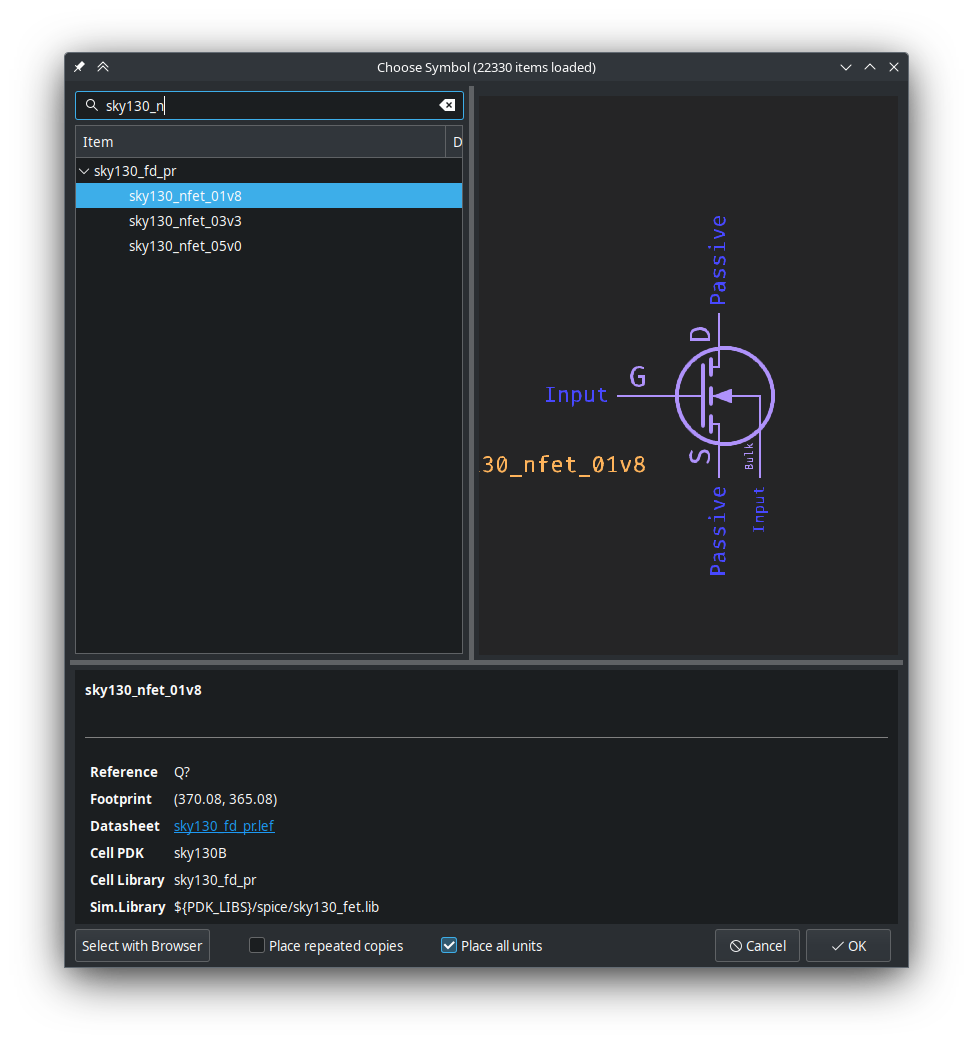 Choose Symbol (22330 items loaded)
sky130_n
Item D
sky130_fd_pr
sky130_nfet_01v8
sky130_nfet_03v3
sky130_nfet_05v0
Passive
D
G
Input
S
Bulk
30_nfet_01v8
Passive
Input
sky130_nfet_01v8
Reference Q?
Footprint (370.08, 365.08)
Datasheet sky130_fd_pr.lef
Cell PDK sky130B
Cell Library sky130_fd_pr
Sim.Library ${PDK_LIBS}/spice/sky130_fet.lib
Select with Browser Place repeated copies Place all units Cancel OK